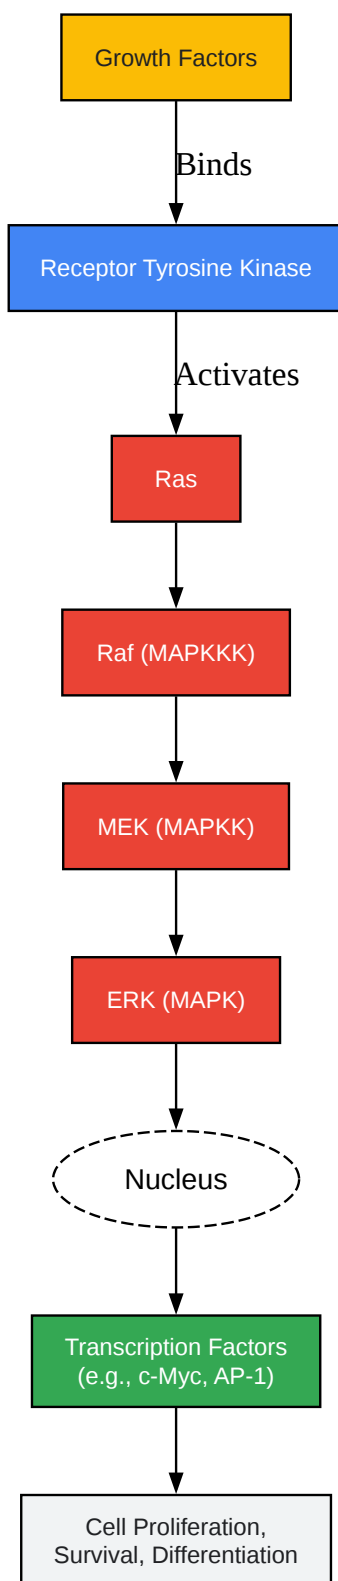 Growth Factors
Binds
Receptor Tyrosine Kinase
Activates
Ras
Raf (MAPKKK)
MEK (MAPKK)
ERK (MAPK)
Nucleus
Transcription Factors
(e.g., c-Myc, AP-1)
Cell Proliferation,
Survival, Differentiation